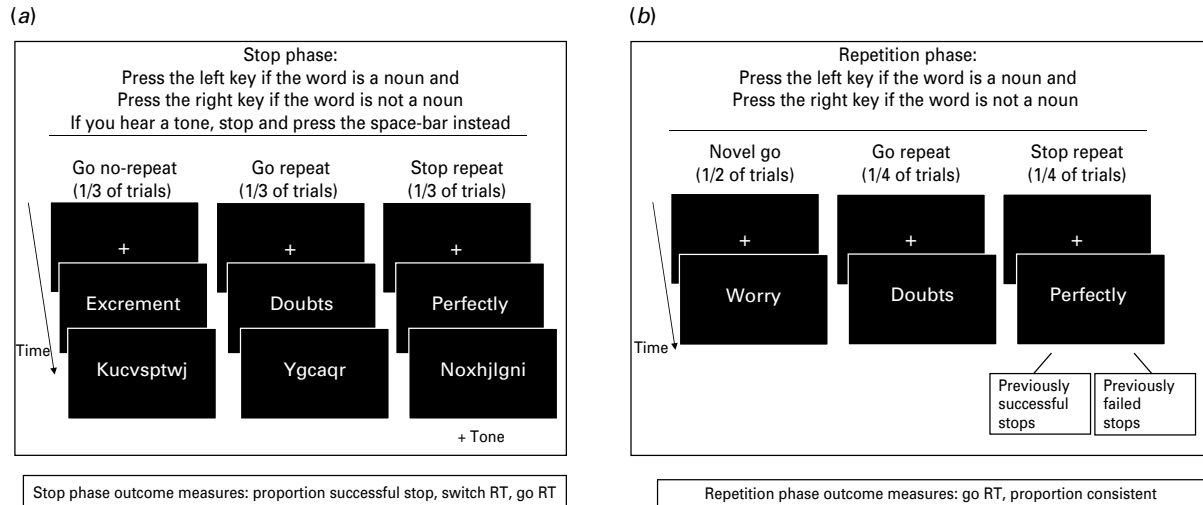 (a)
Stop phase:
Press the left key if the word is a noun and
Press the right key if the word is not a noun
If you hear a tone, stop and press the space-bar instead
Go no-repeat
(1/3 of trials)
Go repeat
(1/3 of trials)
Stop repeat
(1/3 of trials)
+
+
+
Excrement
Doubts
Perfectly
Time
Kucvsptwj
Ygcaqr
Noxhjlgni
+ Tone
Stop phase outcome measures: proportion successful stop, switch RT, go RT
(b)
Repetition phase:
Press the left key if the word is a noun and
Press the right key if the word is not a noun
Novel go
(1/2 of trials)
Go repeat
(1/4 of trials)
Stop repeat
(1/4 of trials)
+
+
+
Worry
Doubts
Perfectly
Time
Previously
successful
stops
Previously
failed
stops
Repetition phase outcome measures: go RT, proportion consistent